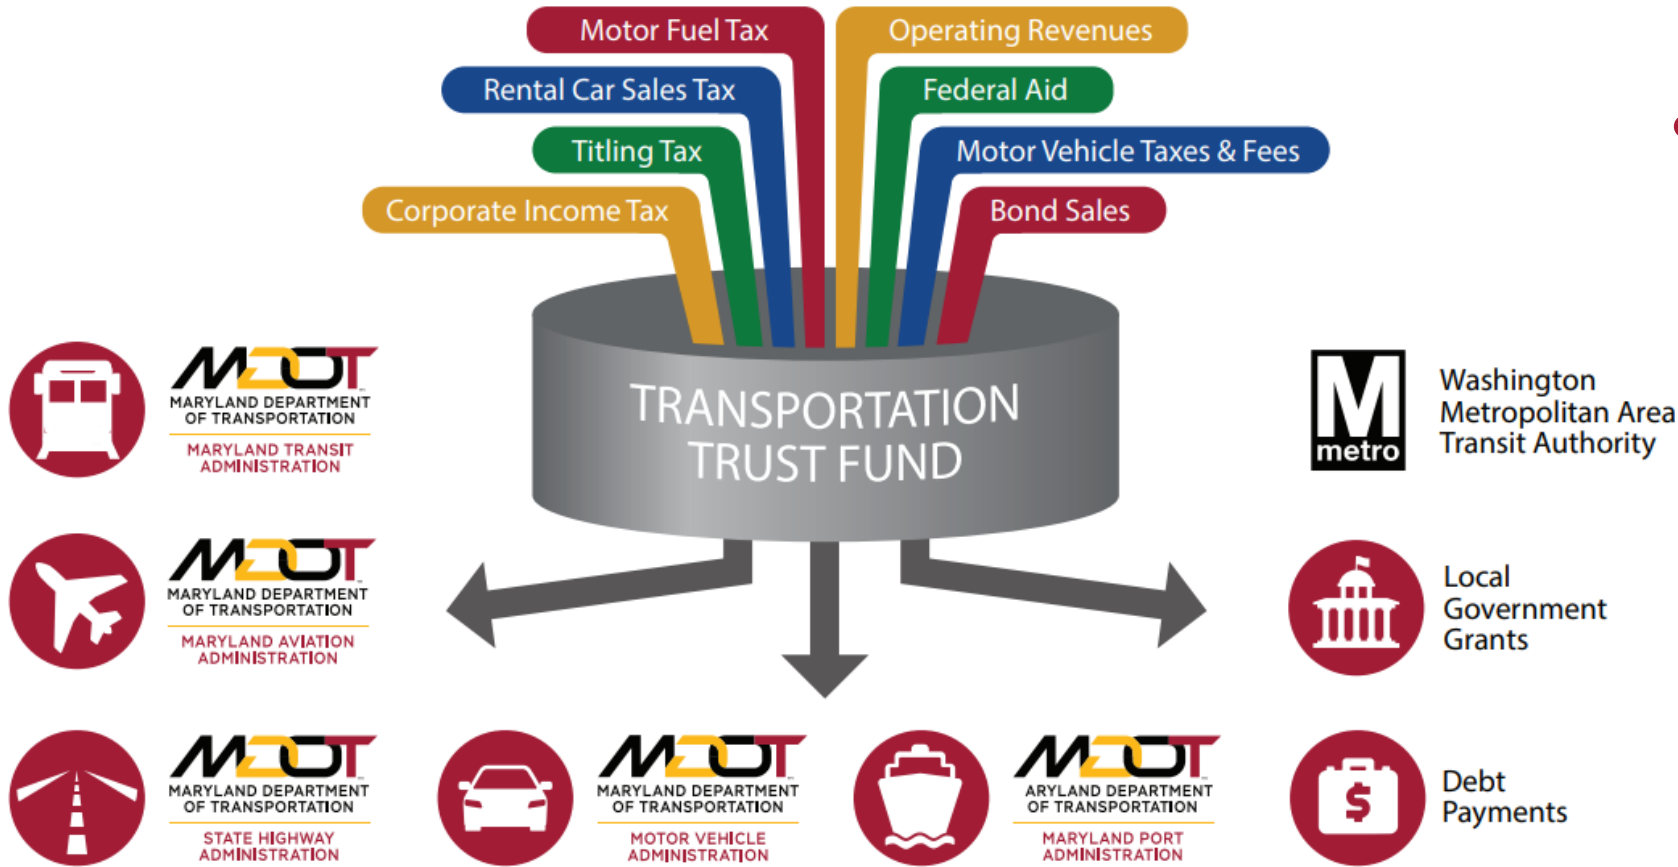 Motor Fuel Tax
Operating Revenues
Rental Car Sales Tax
Federal Aid
Titling Tax
Motor Vehicle Taxes & Fees
Corporate Income Tax
Bond Sales
TRANSPORTATION
TRUST FUND
MDOT
MARYLAND DEPARTMENT
OF TRANSPORTATION
MARYLAND TRANSIT
ADMINISTRATION
M
metro
Washington
Metropolitan Area
Transit Authority
MDOT
MARYLAND DEPARTMENT
OF TRANSPORTATION
MARYLAND AVIATION
ADMINISTRATION
Local
Government
Grants
MDOT
MARYLAND DEPARTMENT
OF TRANSPORTATION
STATE HIGHWAY
ADMINISTRATION
MDOT
MARYLAND DEPARTMENT
OF TRANSPORTATION
MOTOR VEHICLE
ADMINISTRATION
MDOT
ARYLAND DEPARTMENT
OF TRANSPORTATION
MARYLAND PORT
ADMINISTRATION
$
Debt
Payments